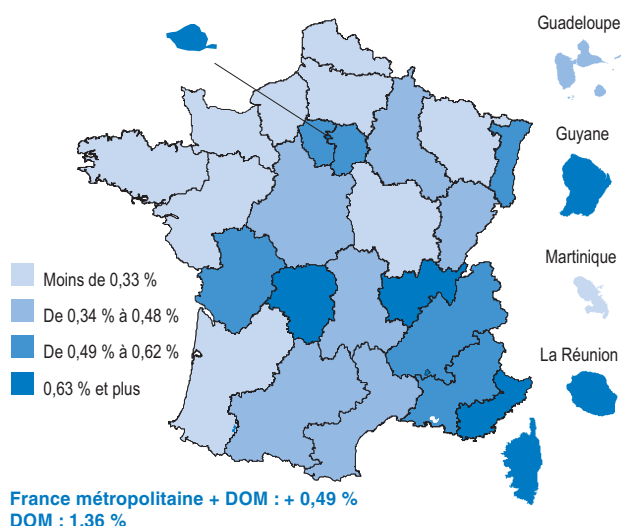 Guadeloupe
Guyane
Martinique
La Réunion
Moins de 0,33 %
De 0,34 % à 0,48 %
De 0,49 % à 0,62 %
0,63 % et plus
France métropolitaine + DOM : + 0,49 %
DOM : 1,36 %